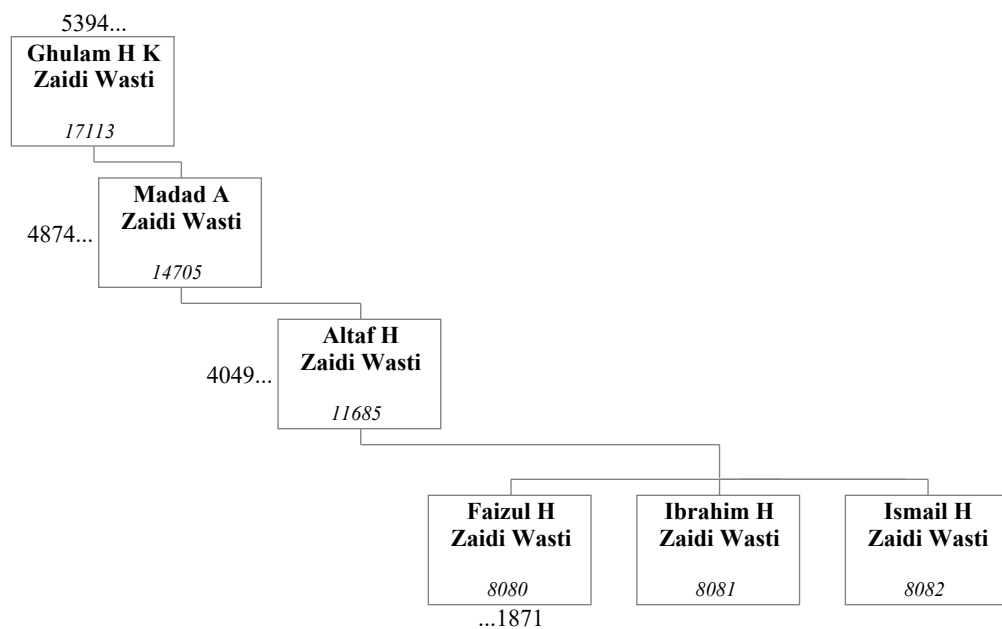 5394...
Ghulam H K
Zaidi Wasti
17113
Madad A
Zaidi Wasti
4874...
14705
Altaf H
Zaidi Wasti
4049...
11685
Faizul H
Zaidi Wasti
8080
...1871
Ibrahim H
Zaidi Wasti
8081
Ismail H
Zaidi Wasti
8082